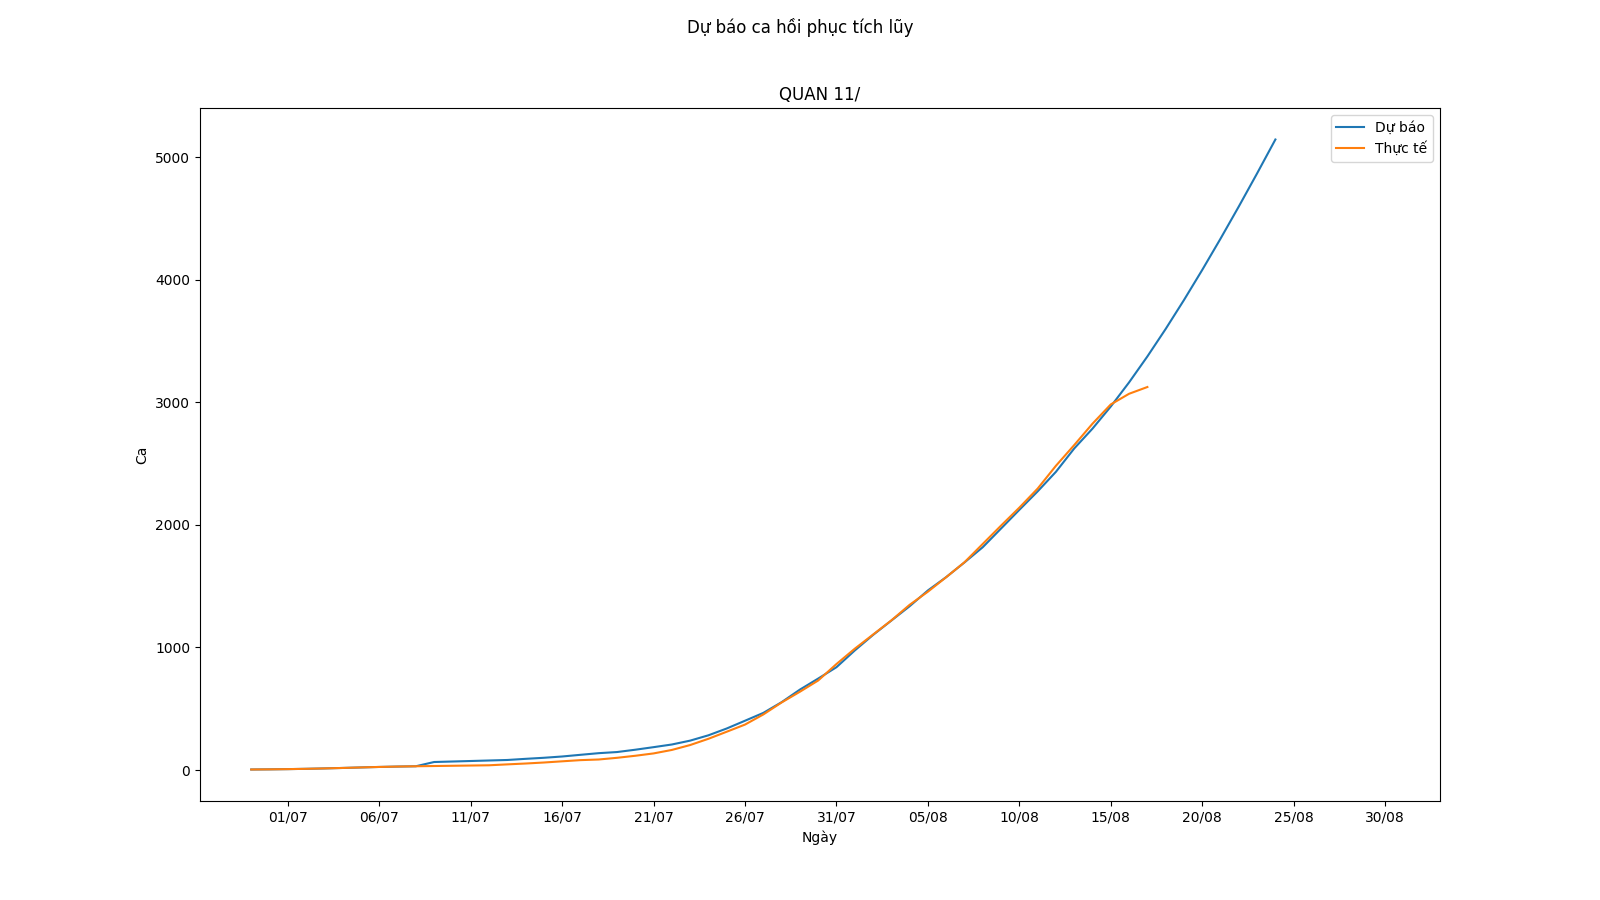 Dự báo ca hồi phục tích lũy
QUAN 11/
Dự báo
Thực tế
5000
4000
3000
2000
1000
0
Ca
01/07 06/07 11/07 16/07 21/07 26/07 31/07 05/08 10/08 15/08 20/08 25/08 30/08
Ngày